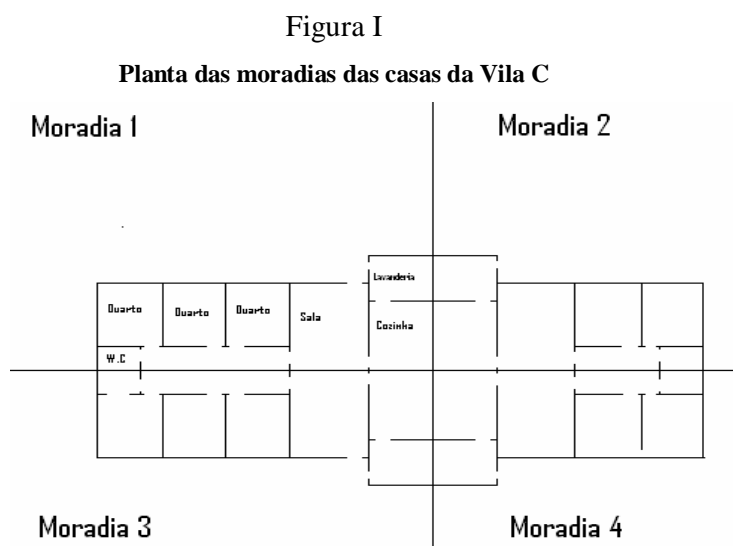 Figura I
Planta das moradias das casas da Vila C
Moradia 1
Moradia 2
Lavanderia
Quarto
Quarto
Quarto
Sala
Cozinha
W.C
Moradia 3
Moradia 4